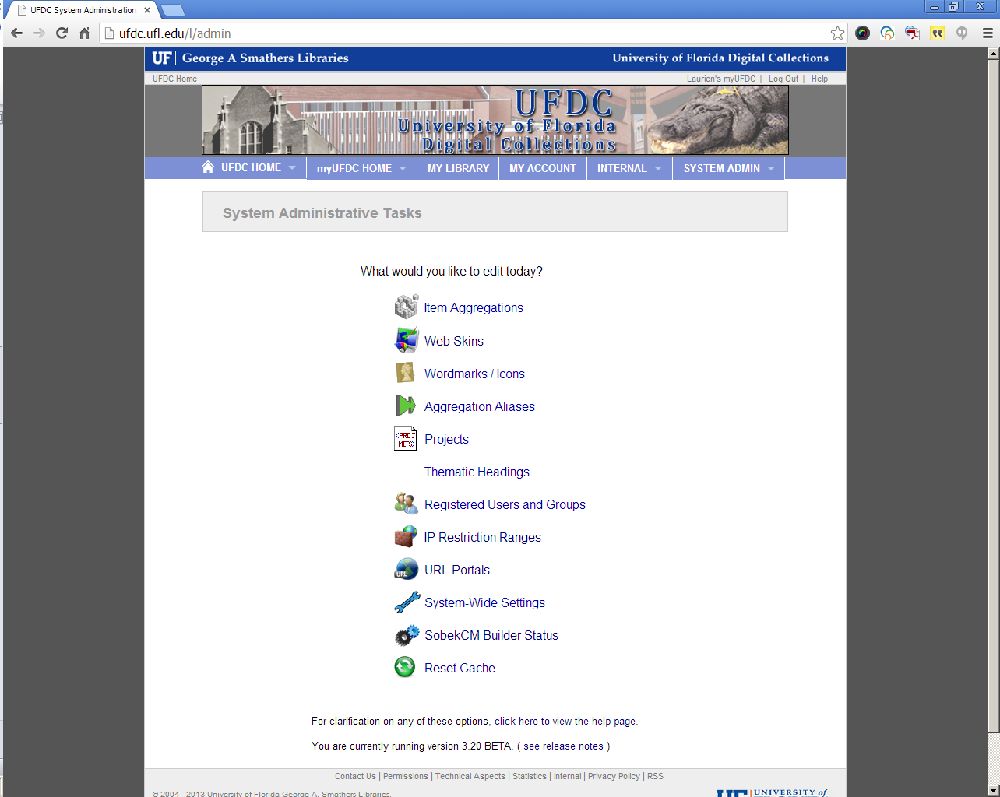 UFDC System Administration
ufdc.ufl.edu/l/admin
UF George A Smathers Libraries University of Florida Digital Collections
UFDC Home Laurien's myUFDC | Log Out | Help
UFDC
University of Florida
Digital Collections
UFDC HOME myUFDC HOME MY LIBRARY MY ACCOUNT INTERNAL SYSTEM ADMIN
System Administrative Tasks
What would you like to edit today?
Item Aggregations
Web Skins
Wordmarks / Icons
Aggregation Aliases
<PROJ
METS>
Projects
Thematic Headings
Registered Users and Groups
IP Restriction Ranges
URL
URL Portals
System-Wide Settings
SobekCM Builder Status
Reset Cache
For clarification on any of these options, click here to view the help page.
You are currently running version 3.20 BETA. ( see release notes )
Contact Us | Permissions | Technical Aspects | Statistics | Internal | Privacy Policy | RSS
© 2004 - 2013 University of Florida George A. Smathers Libraries.
UF UNIVERSITY of